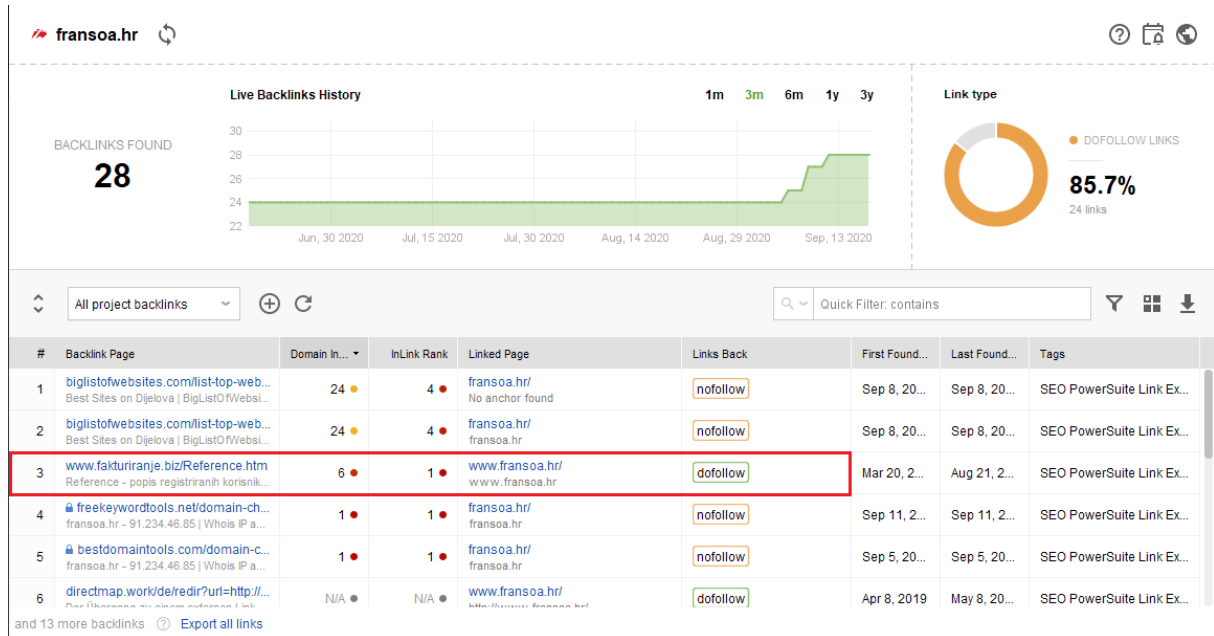 fransoa.hr
Live Backlinks History
1m 3m 6m 1y 3y
Link type
BACKLINKS FOUND
28
30
28
26
24
22
Jun, 30 2020 Jul, 15 2020 Jul, 30 2020 Aug, 14 2020 Aug, 29 2020 Sep, 13 2020
DOFOLLOW LINKS
85.7%
24 links
All project backlinks
Quick Filter: contains
# Backlink Page Domain In... InLink Rank Linked Page Links Back First Found... Last Found... Tags
1 biglistofwebsites.com/list-top-web... 24 4 fransoa.hr/ nofollow Sep 8, 20... Sep 8, 20... SEO PowerSuite Link Ex...
Best Sites on Dijelova | BigListOfWebsi... No anchor found
2 biglistofwebsites.com/list-top-web... 24 4 fransoa.hr/ nofollow Sep 8, 20... Sep 8, 20... SEO PowerSuite Link Ex...
Best Sites on Dijelova | BigListOfWebsi... fransoa.hr
3 www.fakturiranje.biz/Reference.htm 6 1 www.fransoa.hr/ dofollow Mar 20, 2... Aug 21, 2... SEO PowerSuite Link Ex...
Reference - popis registriranih korisnik... www.fransoa.hr
4 freekeywordtools.net/domain-ch... 1 1 fransoa.hr/ nofollow Sep 11, 2... Sep 11, 2... SEO PowerSuite Link Ex...
fransoa.hr - 91.234.46.85 | Whois IP a... fransoa.hr
5 bestdomaintools.com/domain-c... 1 1 fransoa.hr/ nofollow Sep 5, 20... Sep 5, 20... SEO PowerSuite Link Ex...
fransoa.hr - 91.234.46.85 | Whois IP a... fransoa.hr
6 directmap.work/de/redir?url=http://... N/A N/A www.fransoa.hr/ dofollow Apr 8, 2019 May 8, 20... SEO PowerSuite Link Ex...
Der Übergang zu einem externen Link http://www.fransoa.hr/
and 13 more backlinks Export all links